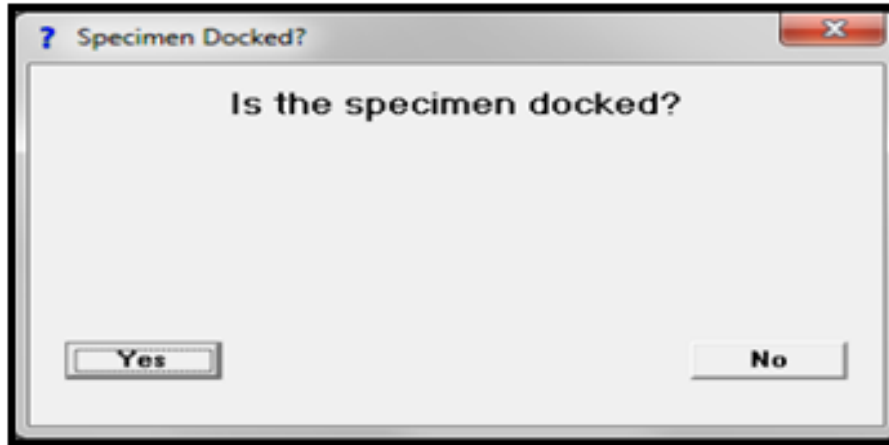 ? Specimen Docked?
Is the specimen docked?
Yes
No